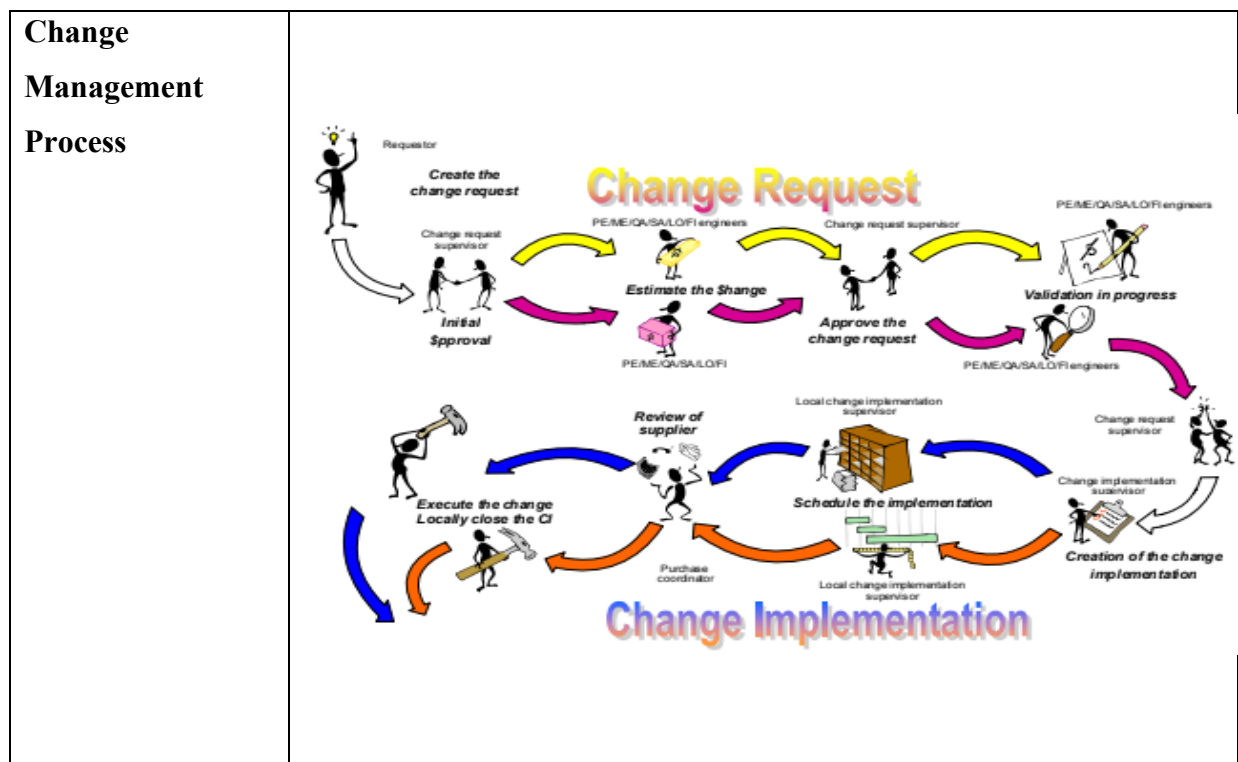 Change
Management
Process
Requestor
Create the
change request
Change Request
PE/ME/QA/SA/LO/FI engineers
Change request supervisor
PE/ME/QA/SA/LO/FI engineers
Change request
supervisor
Estimate the $hange
Validation in progress
Initial
$pproval
Approve the
change request
PE/ME/QA/SA/LO/FI
PE/ME/QA/SA/LO/FI engineers
Change request
supervisor
Review of
supplier
Local change implementation
supervisor
Change implementation
supervisor
Execute the change
Locally close the CI
Schedule the implementation
Creation of the change
implementation
Purchase
coordinator
Local change implementation
supervisor
Change Implementation